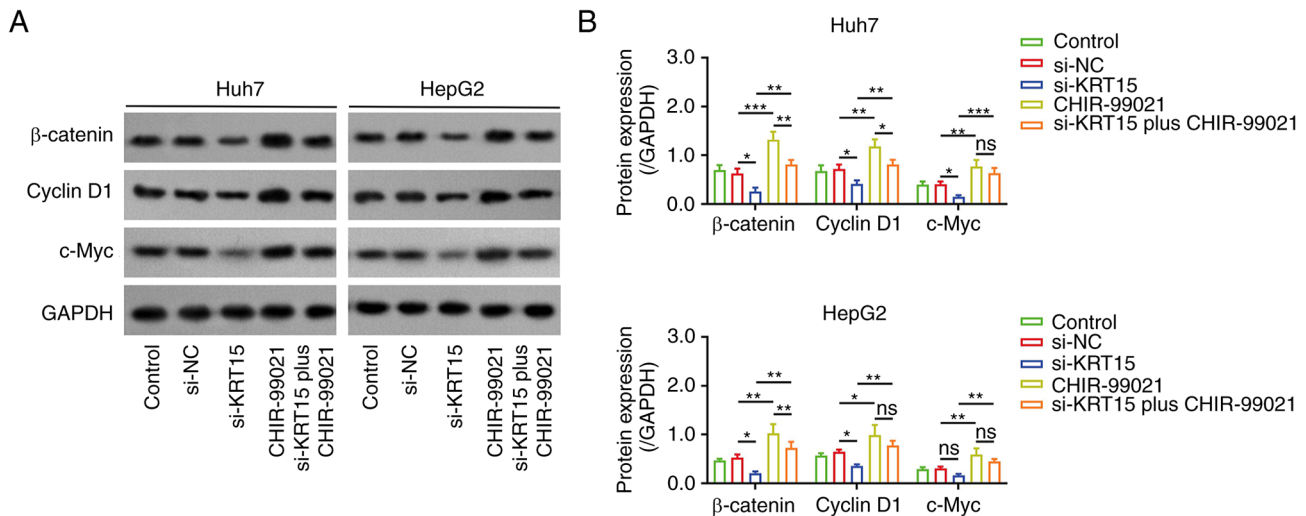 A
Huh7
HepG2
β-catenin
Cyclin D1
c-Myc
GAPDH
Control
si-NC
si-KRT15
CHIR-99021
si-KRT15 plus
CHIR-99021
Control
si-NC
si-KRT15
CHIR-99021
si-KRT15 plus
CHIR-99021
B
Huh7
Protein expression
(/GAPDH)
3.0
2.0
1.0
0.0
** **
*** ** ** ***
** * ** ns
* * *
β-catenin Cyclin D1 c-Myc
Control
si-NC
si-KRT15
CHIR-99021
si-KRT15 plus CHIR-99021
HepG2
Protein expression
(/GAPDH)
3.0
2.0
1.0
0.0
** **
** * **
** ns ** ns
* * ns
β-catenin Cyclin D1 c-Myc
Control
si-NC
si-KRT15
CHIR-99021
si-KRT15 plus CHIR-99021